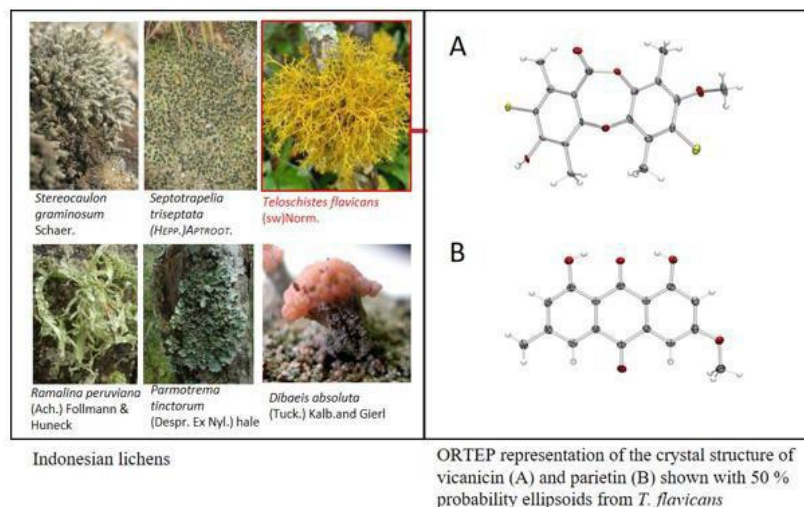 Stereocaulon
graminosum
Schaer.
Septotrapelia
triseptata
(HEPP.)APTROOT.
Teloschistes flavicans
(sw)Norm.
Ramalina peruviana
(Ach.) Follmann &
Huneck
Parmotrema
tinctorum
(Despr. Ex Nyl.) hale
Dibaeis absoluta
(Tuck.) Kalb.and Gierl
A
B
Indonesian lichens
ORTEP representation of the crystal structure of
vicanicin (A) and parietin (B) shown with 50 %
probability ellipsoids from T. flavicans